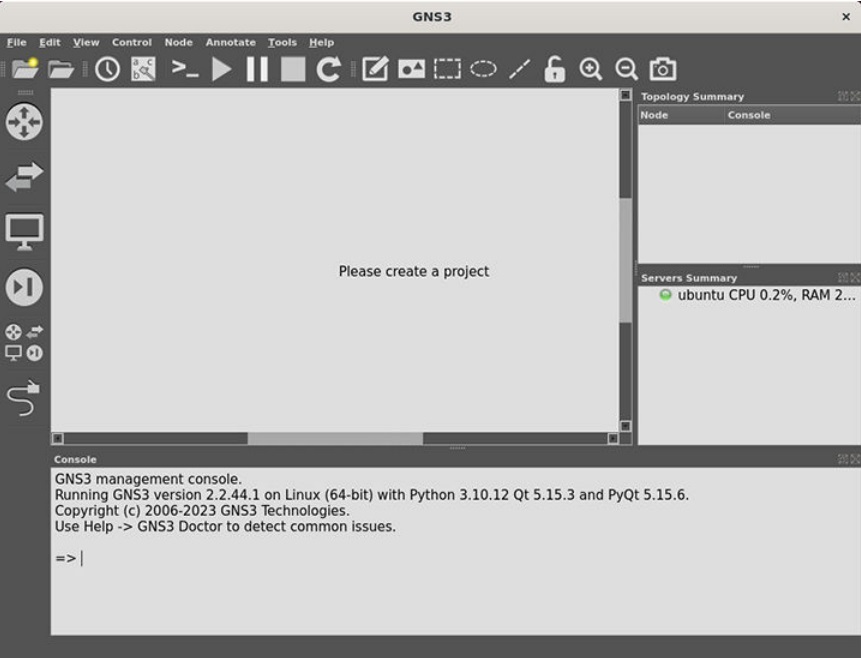 GNS3
File Edit View Control Node Annotate Tools Help
Topology Summary
Node Console
Please create a project
Servers Summary
ubuntu CPU 0.2%, RAM 2...
Console
GNS3 management console.
Running GNS3 version 2.2.44.1 on Linux (64-bit) with Python 3.10.12 Qt 5.15.3 and PyQt 5.15.6.
Copyright (c) 2006-2023 GNS3 Technologies.
Use Help -> GNS3 Doctor to detect common issues.
=>